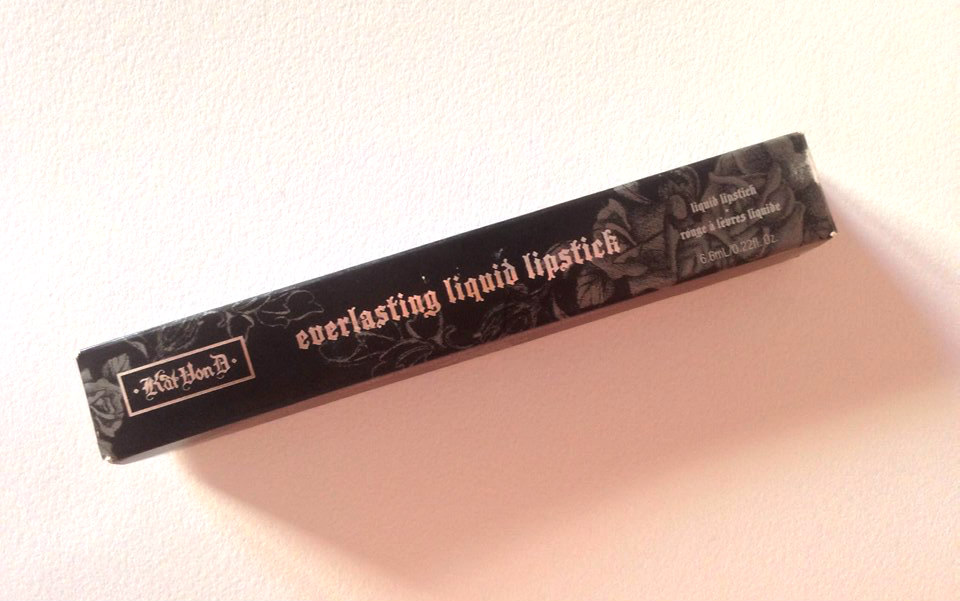 Kat Von D
everlasting liquid lipstick
liquid lipstick
rouge à lèvres liquide
6.6mL/0.22fl. Oz.